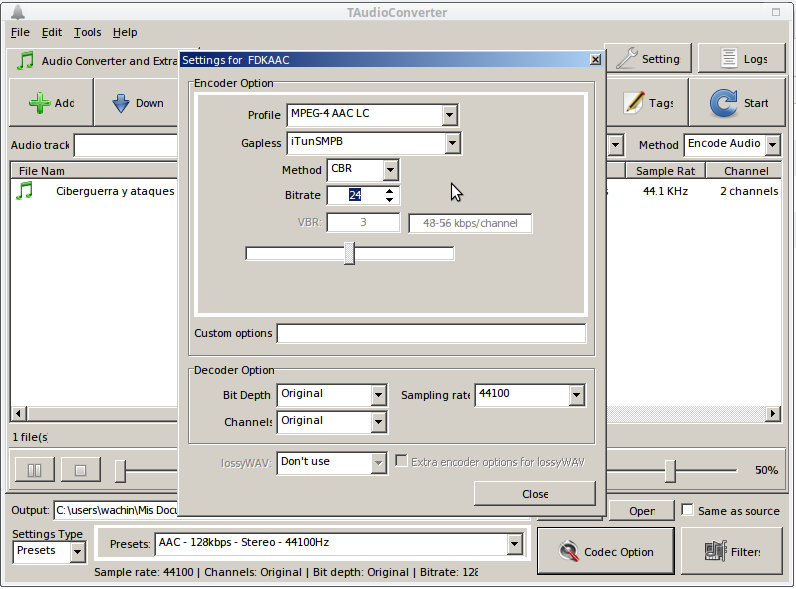 TAudioConverter
File Edit Tools Help
Audio Converter and Extra
Setting
Logs
Add
Down
Tags
Start
Audio track
Method Encode Audio
File Nam
Sample Rat Channel
Ciberguerra y ataques
44.1 KHz 2 channels
Settings for FDKAAC
Encoder Option
Profile MPEG-4 AAC LC
Gapless iTunSMPB
Method CBR
Bitrate 24
VBR: 3 48-56 kbps/channel
Custom options
Decoder Option
Bit Depth Original Sampling rate 44100
Channels Original
lossyWAV: Don't use Extra encoder options for lossyWAV
Close
1 file(s
50%
Output: C:\users\wachin\Mis Docu
Open Same as source
Settings Type
Presets
Presets: AAC - 128kbps - Stereo - 44100Hz
Sample rate: 44100 | Channels: Original | Bit depth: Original | Bitrate: 128
Codec Option
Filters